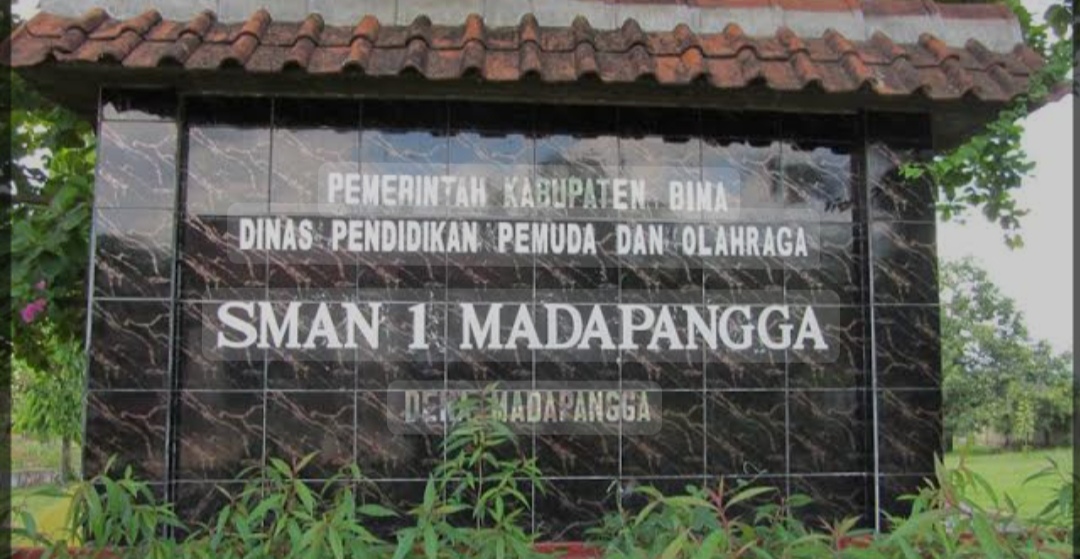 PEMERINTAH KABUPATEN BIMA
DINAS PENDIDIKAN PEMUDA DAN OLAHRAGA
SMAN 1 MADAPANGGA
MADAPANGGA